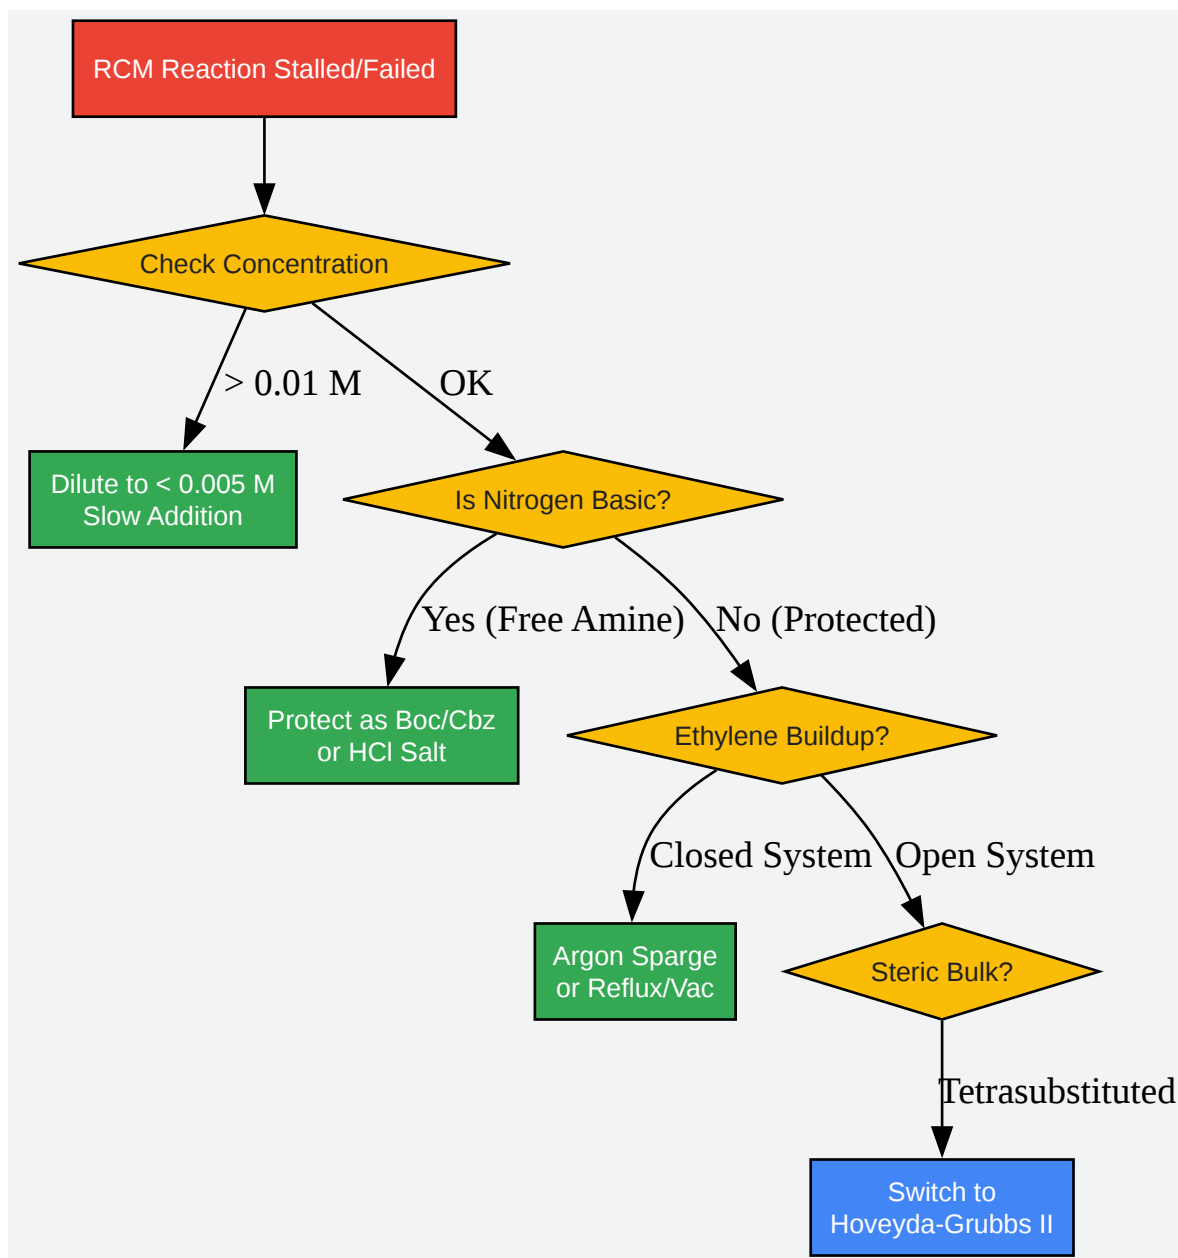 RCM Reaction Stalled/Failed
Check Concentration
> 0.01 M
OK
Dilute to < 0.005 M
Slow Addition
Is Nitrogen Basic?
Yes (Free Amine)
No (Protected)
Protect as Boc/Cbz
or HCl Salt
Ethylene Buildup?
Closed System
Open System
Argon Sparge
or Reflux/Vac
Steric Bulk?
Tetrasubstituted
Switch to
Hoveyda-Grubbs II